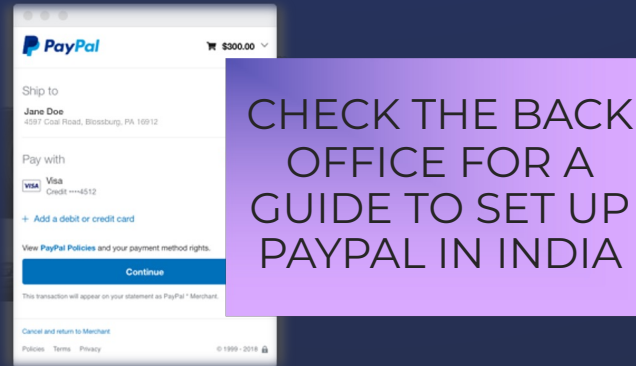 PayPal
$300.00
Ship to
Jane Doe
4597 Coal Road, Blossburg, PA 16912
Pay with
VISA
Visa
Credit ••••4512
+ Add a debit or credit card
View PayPal Policies and your payment method rights.
Continue
This transaction will appear on your statement as PayPal * Merchant.
Cancel and return to Merchant
Policies Terms Privacy
© 1999 - 2016
CHECK THE BACK
OFFICE FOR A
GUIDE TO SET UP
PAYPAL IN INDIA